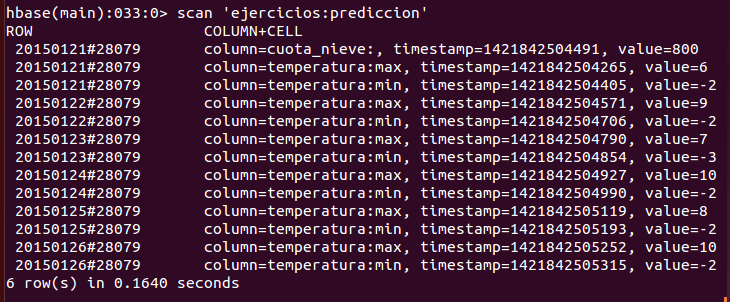 hbase(main):033:0> scan 'ejercicios:prediccion'
ROW COLUMN+CELL
20150121#28079 column=cuota_nieve:, timestamp=1421842504491, value=800
20150121#28079 column=temperatura:max, timestamp=1421842504265, value=6
20150121#28079 column=temperatura:min, timestamp=1421842504405, value=-2
20150122#28079 column=temperatura:max, timestamp=1421842504571, value=9
20150122#28079 column=temperatura:min, timestamp=1421842504706, value=-2
20150123#28079 column=temperatura:max, timestamp=1421842504790, value=7
20150123#28079 column=temperatura:min, timestamp=1421842504854, value=-3
20150124#28079 column=temperatura:max, timestamp=1421842504927, value=10
20150124#28079 column=temperatura:min, timestamp=1421842504990, value=-2
20150125#28079 column=temperatura:max, timestamp=1421842505119, value=8
20150125#28079 column=temperatura:min, timestamp=1421842505193, value=-2
20150126#28079 column=temperatura:max, timestamp=1421842505252, value=10
20150126#28079 column=temperatura:min, timestamp=1421842505315, value=-2
6 row(s) in 0.1640 seconds